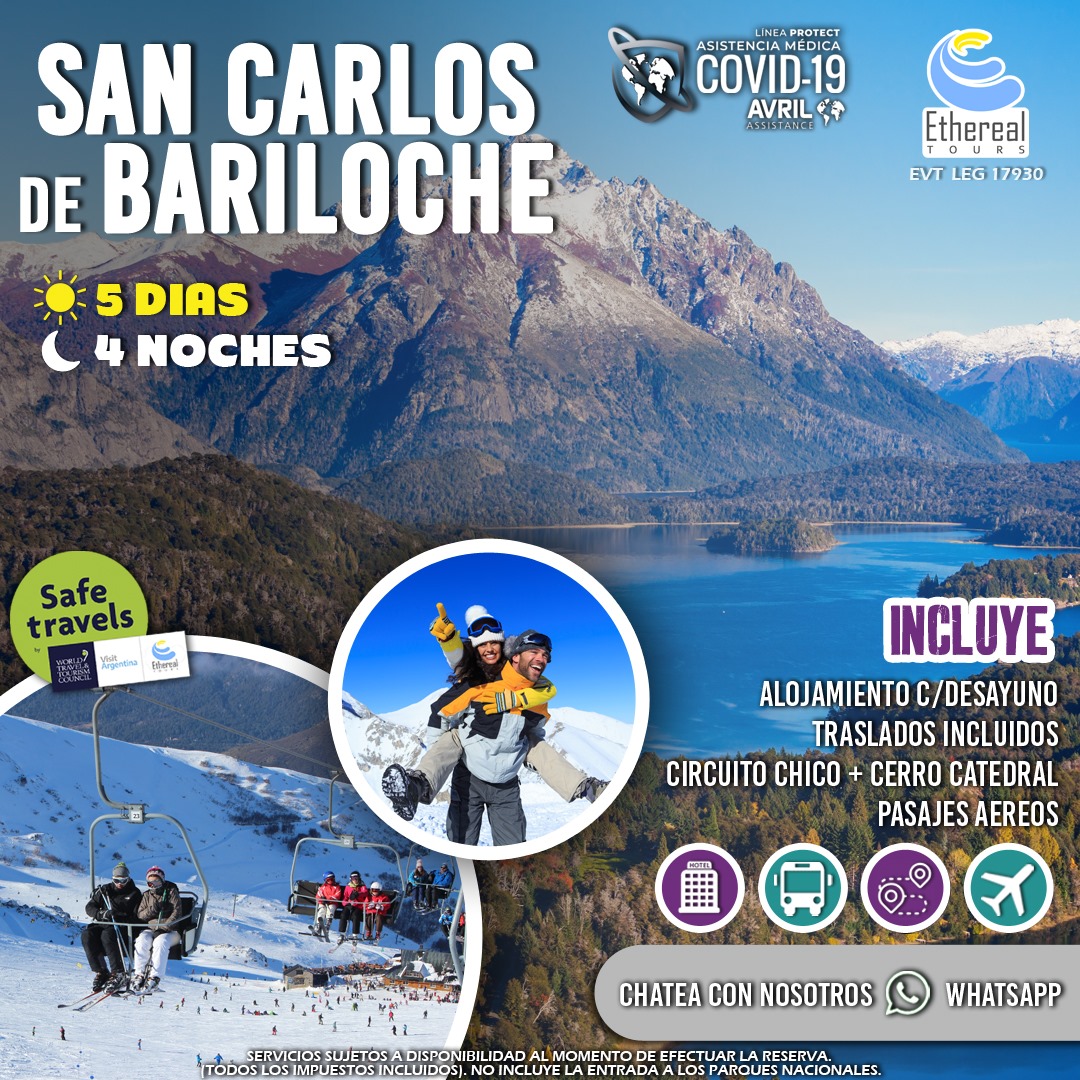 SAN CARLOS
DE BARILOCHE
5 DIAS
4 NOCHES
LÍNEA PROTECT
ASISTENCIA MÉDICA
COVID-19
AVRIL
ASSISTANCE
Ethereal
TOURS
EVT LEG 17930
Safe
travels
by
WORLD
TRAVEL &
TOURISM
COUNCIL
Visit
Argentina
Ethereal
TOURS
23
INCLUYE
ALOJAMIENTO C/DESAYUNO
TRASLADOS INCLUIDOS
CIRCUITO CHICO + CERRO CATEDRAL
PASAJES AEREOS
HOTEL
CHATEA CON NOSOTROS WHATSAPP
SERVICIOS SUJETOS A DISPONIBILIDAD AL MOMENTO DE EFECTUAR LA RESERVA.
(TODOS LOS IMPUESTOS INCLUIDOS). NO INCLUYE LA ENTRADA A LOS PARQUES NACIONALES.